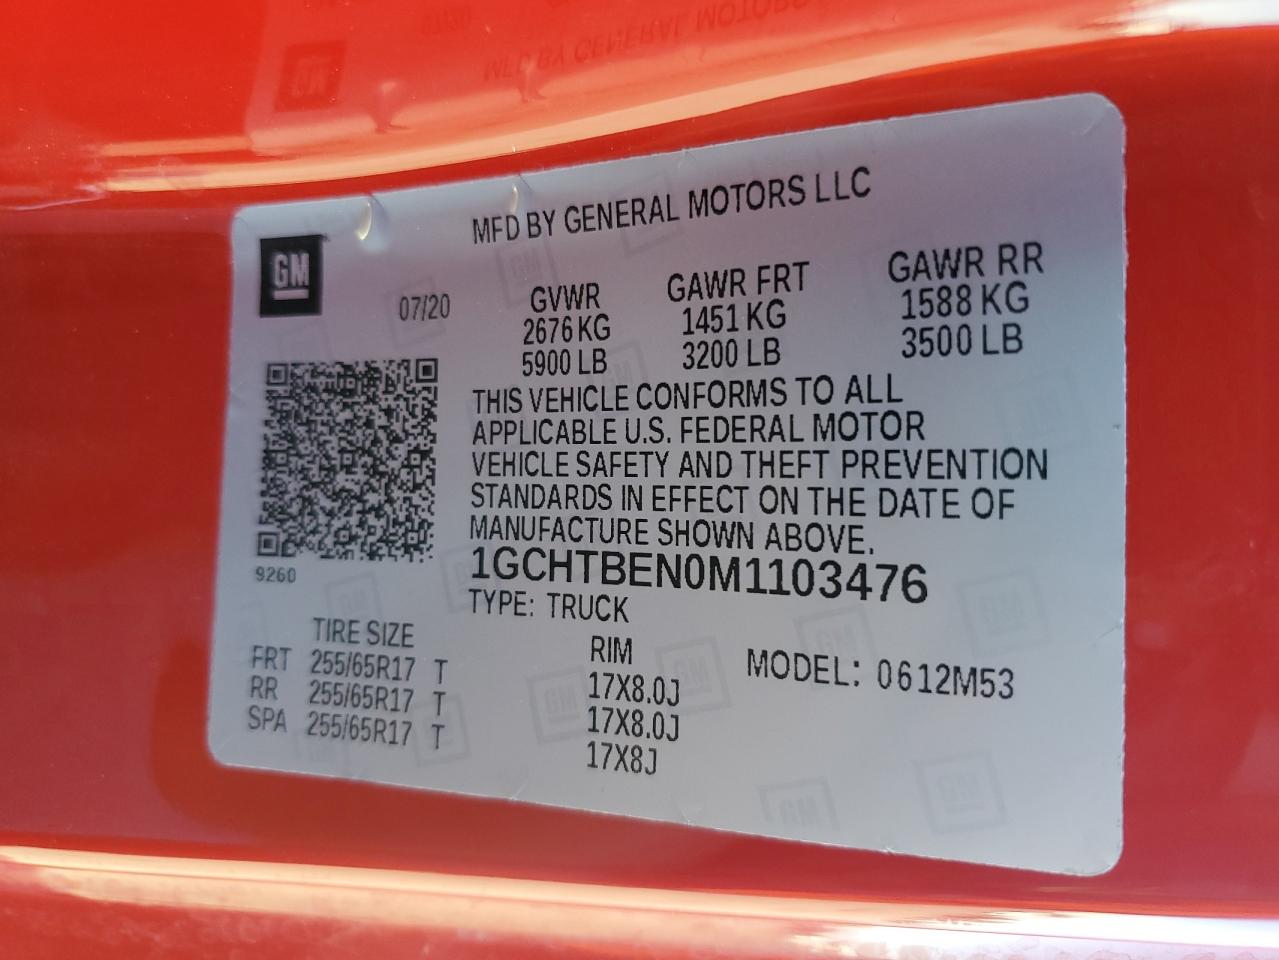 MFD BY GENERAL MOTORS LLC
GM
07/20
GVWR GAWR FRT GAWR RR
2676 KG 1451 KG 1588 KG
5900 LB 3200 LB 3500 LB
THIS VEHICLE CONFORMS TO ALL
APPLICABLE U.S. FEDERAL MOTOR
VEHICLE SAFETY AND THEFT PREVENTION
STANDARDS IN EFFECT ON THE DATE OF
MANUFACTURE SHOWN ABOVE.
9260
1GCHTBEN0M1103476
TYPE: TRUCK
TIRE SIZE RIM MODEL: 0612M53
FRT 255/65R17 T 17X8.0J
RR 255/65R17 T 17X8.0J
SPA 255/65R17 T 17X8J